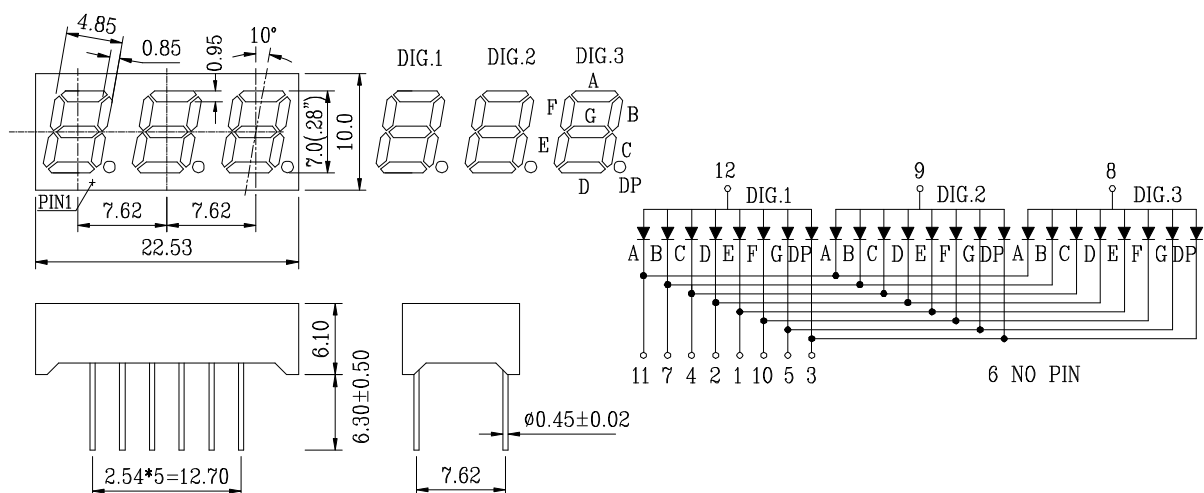 4.85
0.85
0.95
10°
7.0(.28")
10.0
PIN1
7.62
7.62
22.53
DIG.1
DIG.2
DIG.3
A
F
B
G
E
C
D
DP
12
9
8
DIG.1
DIG.2
DIG.3
A B C D E F G DP A B C D E F G DP A B C D E F G DP
11 7 4 2 1 10 5 3
6 NO PIN
6.10
6.30±0.50
2.54*5=12.70
ø0.45±0.02
7.62